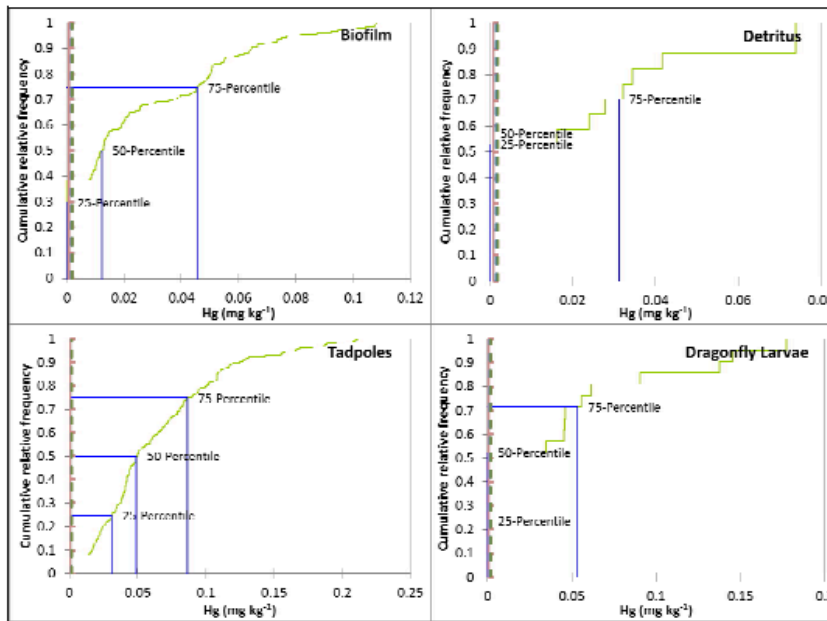 Biofilm
Cumulative relative frequency
1
0.9
0.8
0.7
0.6
0.5
0.4
0.3
0.2
0.1
0
75-Percentile
50-Percentile
25-Percentile
0 0.02 0.04 0.06 0.08 0.1 0.12
Hg (mg kg⁻¹)
Detritus
Cumulative relative frequency
1
0.9
0.8
0.7
0.6
0.5
0.4
0.3
0.2
0.1
0
75-Percentile
50-Percentile
25-Percentile
0 0.02 0.04 0.06
Hg (mg kg⁻¹)
Tadpoles
Cumulative relative frequency
1
0.9
0.8
0.7
0.6
0.5
0.4
0.3
0.2
0.1
0
75 Percentile
50 Percentile
25 Percentile
0 0.05 0.1 0.15 0.2 0.25
Hg (mg kg⁻¹)
Dragonfly Larvae
Cumulative relative frequency
1
0.9
0.8
0.7
0.6
0.5
0.4
0.3
0.2
0.1
0
75-Percentile
50-Percentile
25-Percentile
0 0.05 0.1 0.15
Hg (mg kg⁻¹)